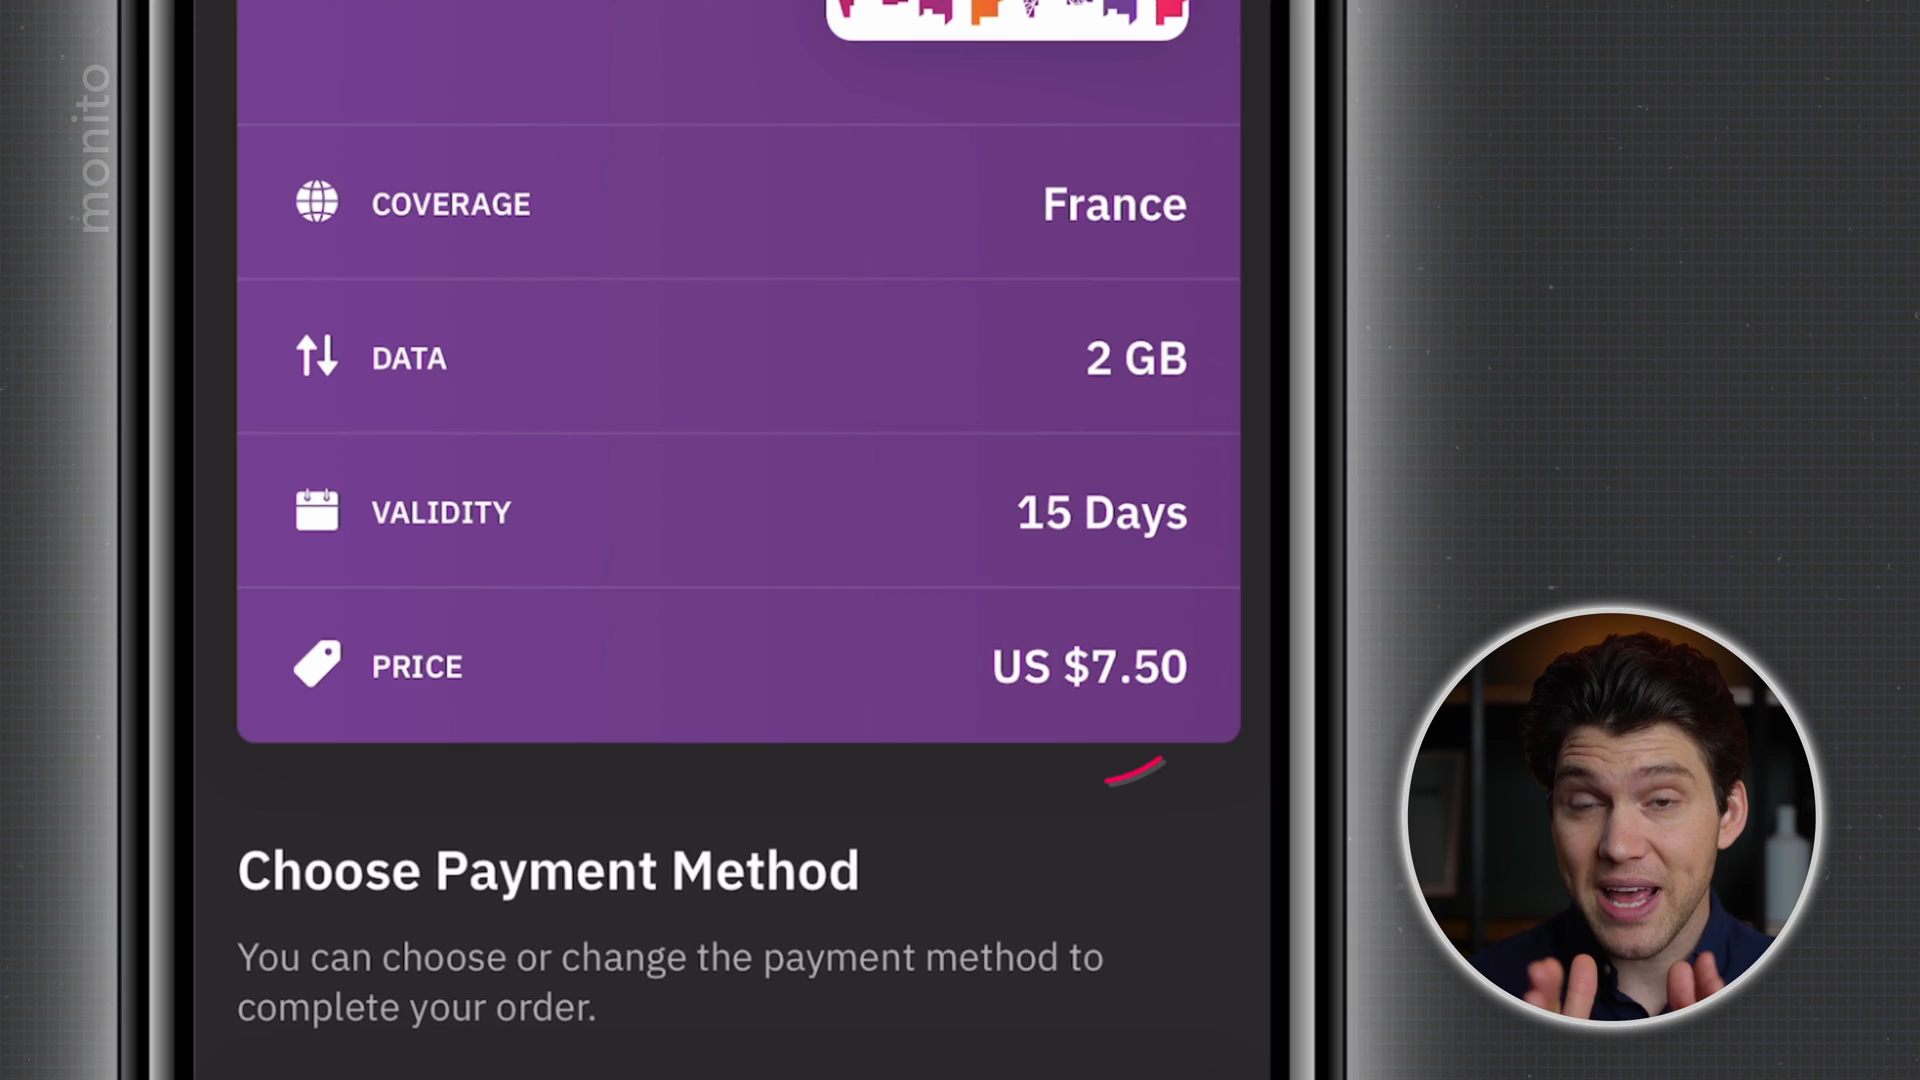 monito
COVERAGE France
DATA 2 GB
VALIDITY 15 Days
PRICE US $7.50
Choose Payment Method
You can choose or change the payment method to
complete your order.